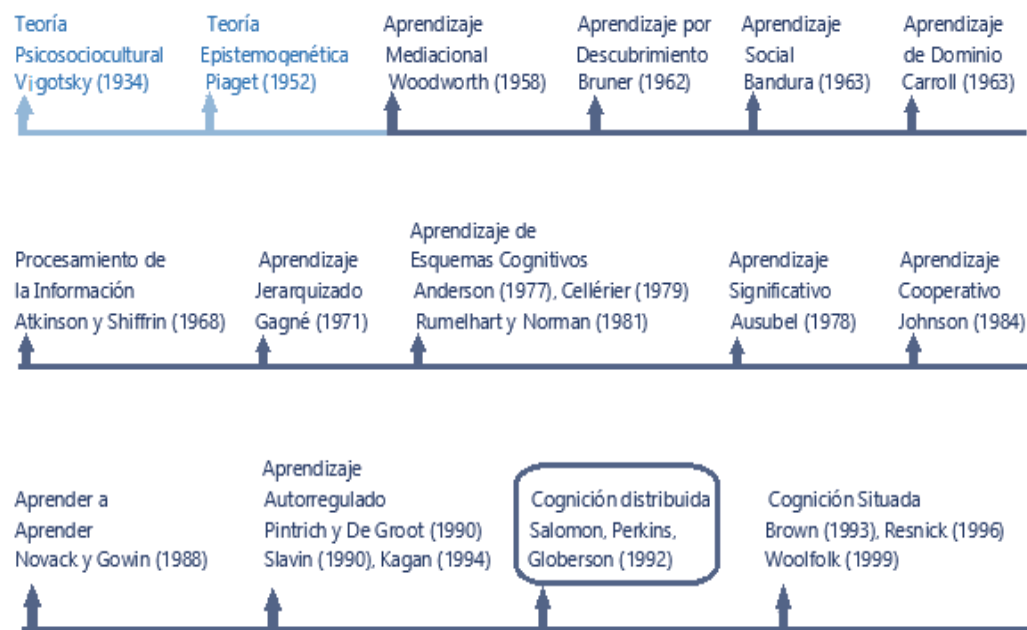 Teoría
Psicosociocultural
Vigotsky (1934)
Teoría
Epistemogenética
Piaget (1952)
Aprendizaje
Mediacional
Woodworth (1958)
Aprendizaje por
Descubrimiento
Bruner (1962)
Aprendizaje
Social
Bandura (1963)
Aprendizaje
de Dominio
Carroll (1963)
Procesamiento de
la Información
Atkinson y Shiffrin (1968)
Aprendizaje
Jerarquizado
Gagné (1971)
Aprendizaje de
Esquemas Cognitivos
Anderson (1977), Cellérier (1979)
Rumelhart y Norman (1981)
Aprendizaje
Significativo
Ausubel (1978)
Aprendizaje
Cooperativo
Johnson (1984)
Aprender a
Aprender
Novack y Gowin (1988)
Aprendizaje
Autorregulado
Pintrich y De Groot (1990)
Slavin (1990), Kagan (1994)
Cognición distribuida
Salomon, Perkins,
Globerson (1992)
Cognición Situada
Brown (1993), Resnick (1996)
Woolfolk (1999)